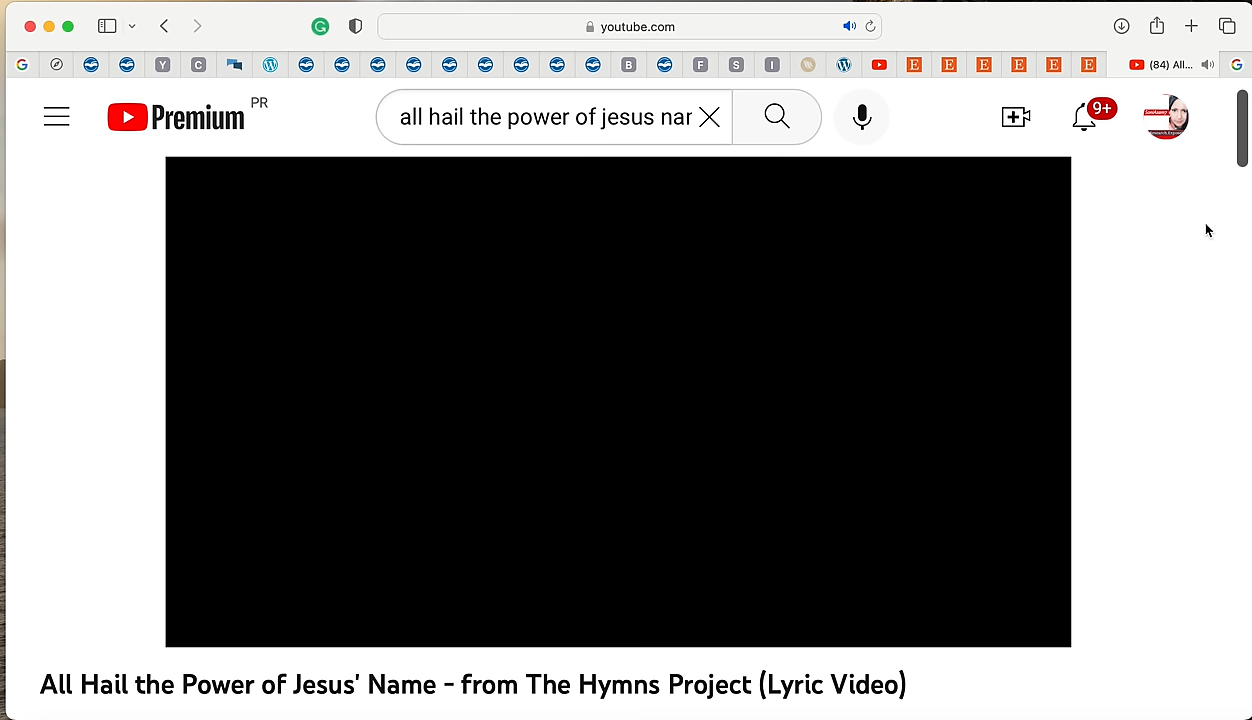 youtube.com
G Y C B F S I E E E E E E (84) All... G
Premium PR
all hail the power of jesus nar
9+
All Hail the Power of Jesus' Name - from The Hymns Project (Lyric Video)